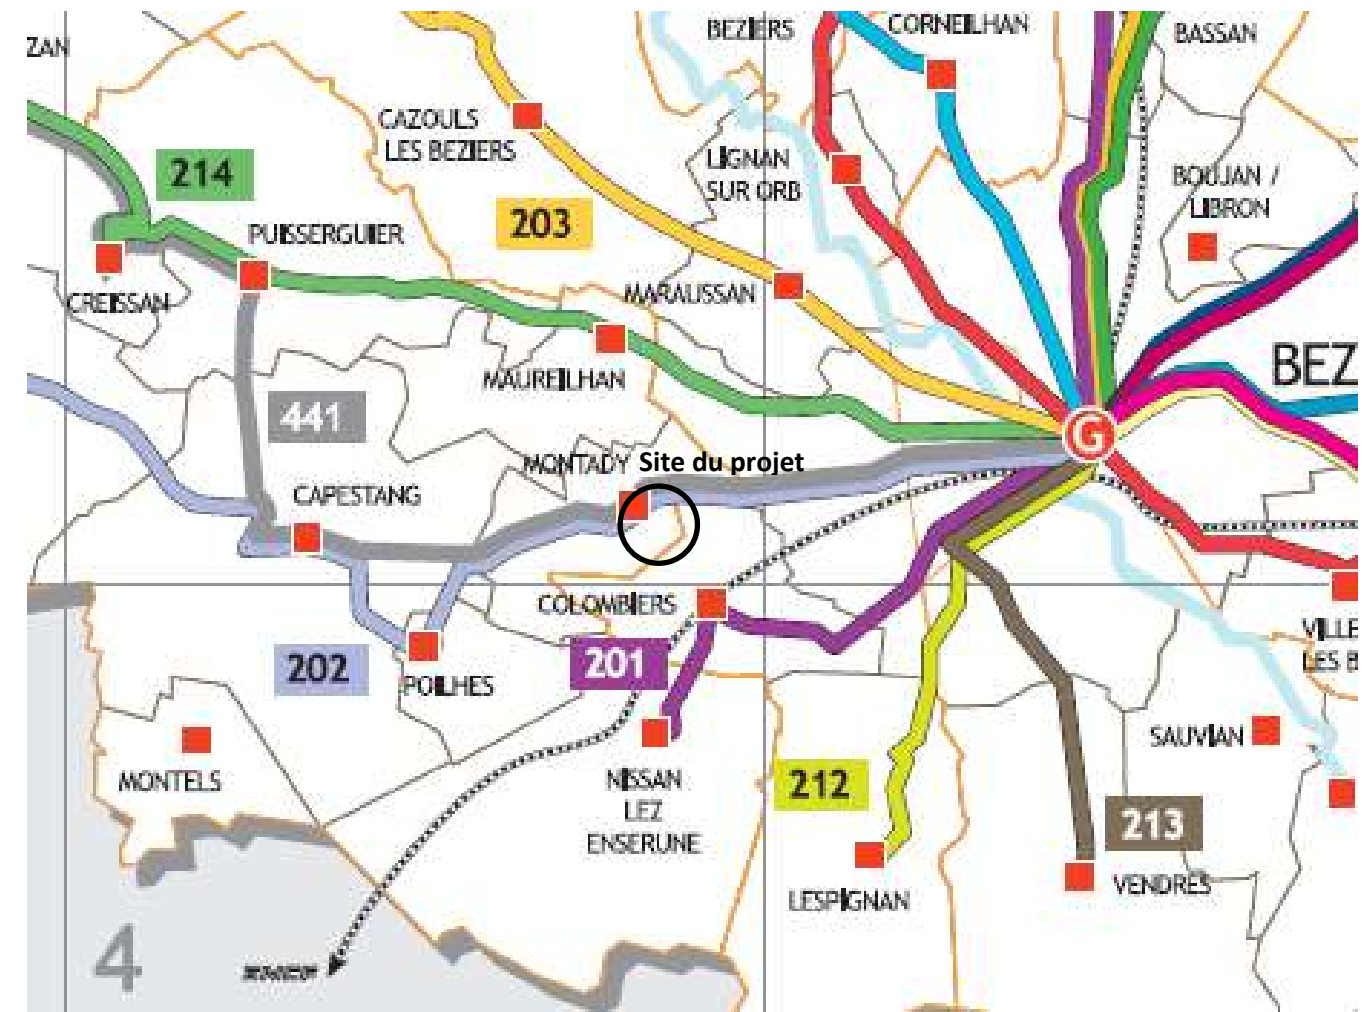 BEZIERS
CORNEILHAN
BASSAN
ZAN
CAZOULS
LES BEZIERS
LIGNAN
SUR ORB
214
BOUJAN /
LIBRON
203
PUISSERGUIER
CREISSAN
MARAUSSAN
MAUREILHAN
BEZ
441
G
MONTADY
Site du projet
CAPESTANG
COLOMBIERS
VILLE
LES B
202
201
POILHES
SAUVIAN
MONTELS
NISSAN
LEZ
ENSERUNE
212
213
LESPIGNAN
VENDRES
4